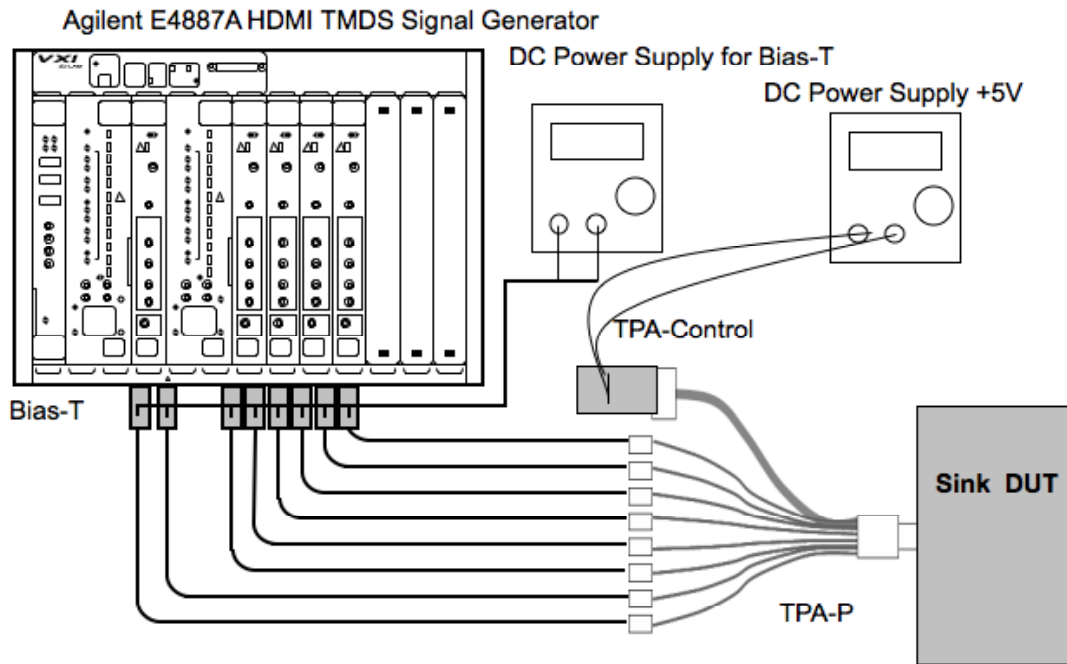 Agilent E4887A HDMI TMDS Signal Generator
DC Power Supply for Bias-T
DC Power Supply +5V
VXI
TPA-Control
Bias-T
Sink DUT
TPA-P